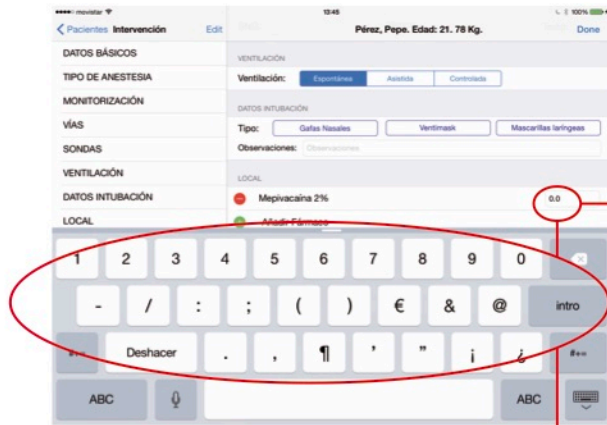 movistar 13:45 100%
Pacientes Intervención Edit Pérez, Pepe. Edad: 21. 78 Kg. Done
DATOS BÁSICOS
TIPO DE ANESTESIA
MONITORIZACIÓN
VÍAS
SONDAS
VENTILACIÓN
DATOS INTUBACIÓN
LOCAL
VENTILACIÓN
Ventilación: Espontánea Asistida Controlada
DATOS INTUBACIÓN
Tipo: Gafas Nasales Ventimask Mascarillas laríngeas
Observaciones: Observaciones
LOCAL
Mepivacaína 2% 0.0
Añadir Fármaco
1 2 3 4 5 6 7 8 9 0
- / : ; ( ) € & @ intro
#+= Deshacer . , ¶ ' " ¡ ¿ #+=
ABC ABC